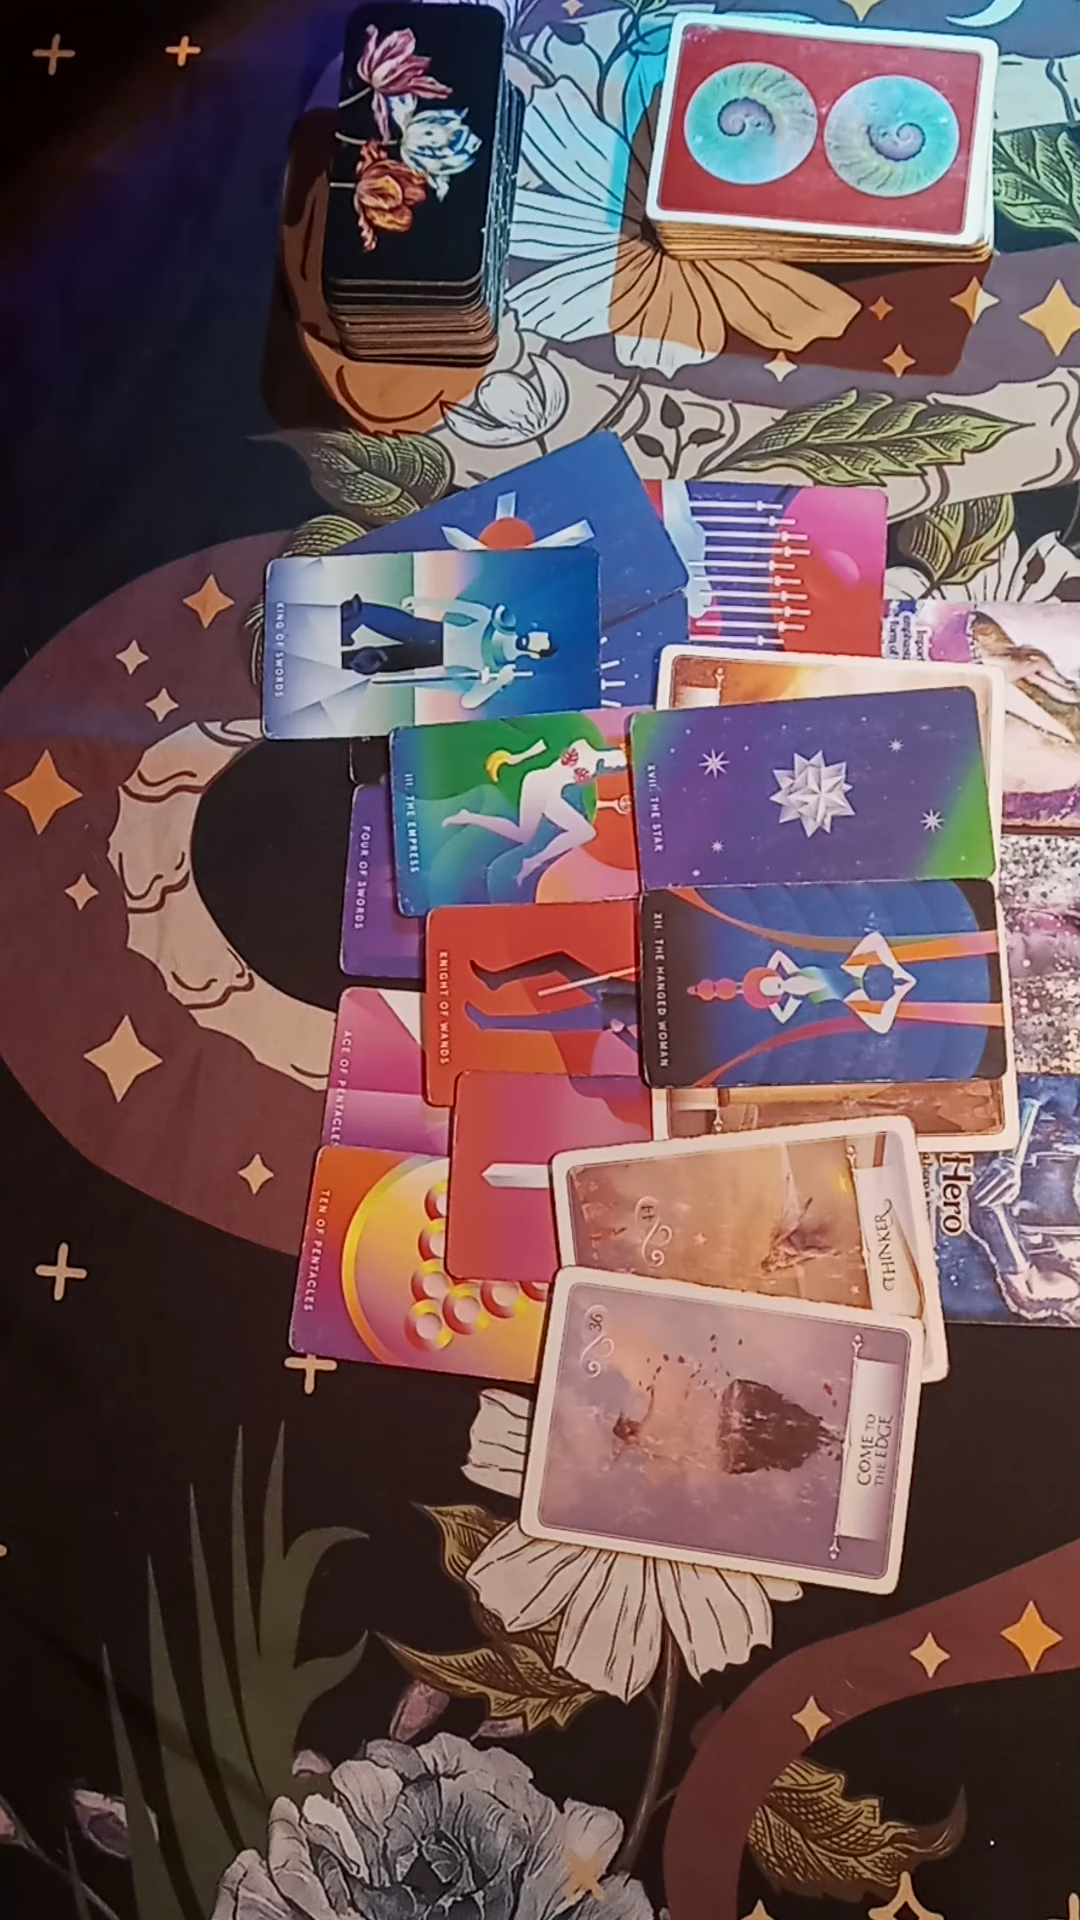 KING OF SWORDS
III. THE EMPRESS
XVII. THE STAR
FOUR OF SWORDS
KNIGHT OF WANDS
XII. THE HANGED WOMAN
ACE OF PENTACLES
TEN OF PENTACLES
44
THINKER
36
COME TO
THE EDGE
Hero